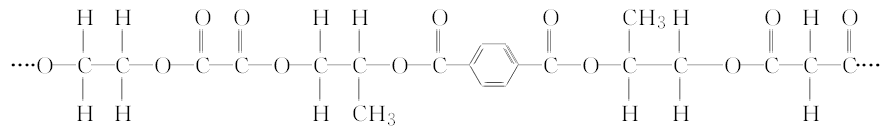 H H O O H H O O CH₃ H O H O
····O—C—C—O—C—C—O—C—C—O—C— —C—O—C—C—O—C—C—C····
H H H CH₃ H H H